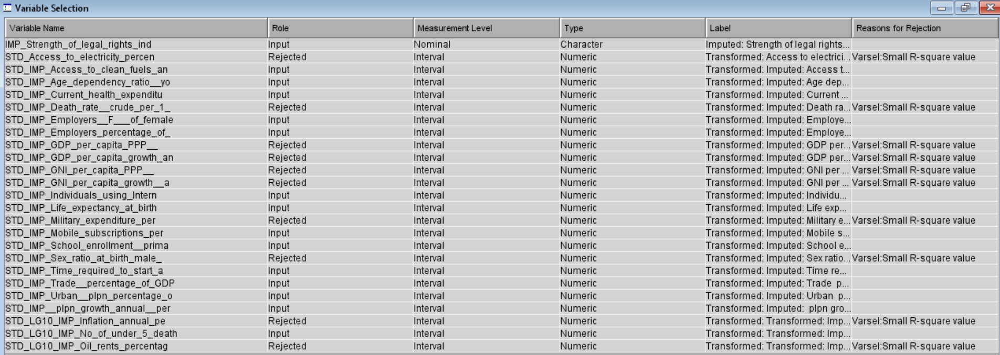 Variable Selection
Variable Name Role Measurement Level Type Label Reasons for Rejection
IMP_Strength_of_legal_rights_ind Input Nominal Character Imputed: Strength of legal rights...
STD_Access_to_electricity_percen Rejected Interval Numeric Transformed: Access to electrici... Varsel:Small R-square value
STD_IMP_Access_to_clean_fuels_an Input Interval Numeric Transformed: Imputed: Access t...
STD_IMP_Age_dependency_ratio__yo Input Interval Numeric Transformed: Imputed: Age dep...
STD_IMP_Current_health_expenditu Input Interval Numeric Transformed: Imputed: Current ...
STD_IMP_Death_rate__crude_per_1_ Rejected Interval Numeric Transformed: Imputed: Death ra... Varsel:Small R-square value
STD_IMP_Employers__F___of_female Input Interval Numeric Transformed: Imputed: Employe...
STD_IMP_Employers_percentage_of_ Input Interval Numeric Transformed: Imputed: Employe...
STD_IMP_GDP_per_capita_PPP__ Rejected Interval Numeric Transformed: Imputed: GDP per... Varsel:Small R-square value
STD_IMP_GDP_per_capita_growth_an Rejected Interval Numeric Transformed: Imputed: GDP per... Varsel:Small R-square value
STD_IMP_GNI_per_capita_PPP__ Rejected Interval Numeric Transformed: Imputed: GNI per ... Varsel:Small R-square value
STD_IMP_GNI_per_capita_growth__a Rejected Interval Numeric Transformed: Imputed: GNI per ... Varsel:Small R-square value
STD_IMP_Individuals_using_Intern Input Interval Numeric Transformed: Imputed: Individu...
STD_IMP_Life_expectancy_at_birth Input Interval Numeric Transformed: Imputed: Life exp...
STD_IMP_Military_expenditure_per Rejected Interval Numeric Transformed: Imputed: Military e... Varsel:Small R-square value
STD_IMP_Mobile_subscriptions_per Input Interval Numeric Transformed: Imputed: Mobile s...
STD_IMP_School_enrollment__prima Input Interval Numeric Transformed: Imputed: School e...
STD_IMP_Sex_ratio_at_birth_male_ Rejected Interval Numeric Transformed: Imputed: Sex ratio... Varsel:Small R-square value
STD_IMP_Time_required_to_start_a Input Interval Numeric Transformed: Imputed: Time re...
STD_IMP_Trade__percentage_of_GDP Input Interval Numeric Transformed: Imputed: Trade p...
STD_IMP_Urban__plpn_percentage_o Input Interval Numeric Transformed: Imputed: Urban p...
STD_IMP__plpn_growth_annual__per Input Interval Numeric Transformed: Imputed: plpn gro...
STD_LG10_IMP_Inflation_annual_pe Rejected Interval Numeric Transformed: Transformed: Imp... Varsel:Small R-square value
STD_LG10_IMP_No_of_under_5_death Input Interval Numeric Transformed: Transformed: Imp...
STD_LG10_IMP_Oil_rents_percentag Rejected Interval Numeric Transformed: Transformed: Imp... Varsel:Small R-square value